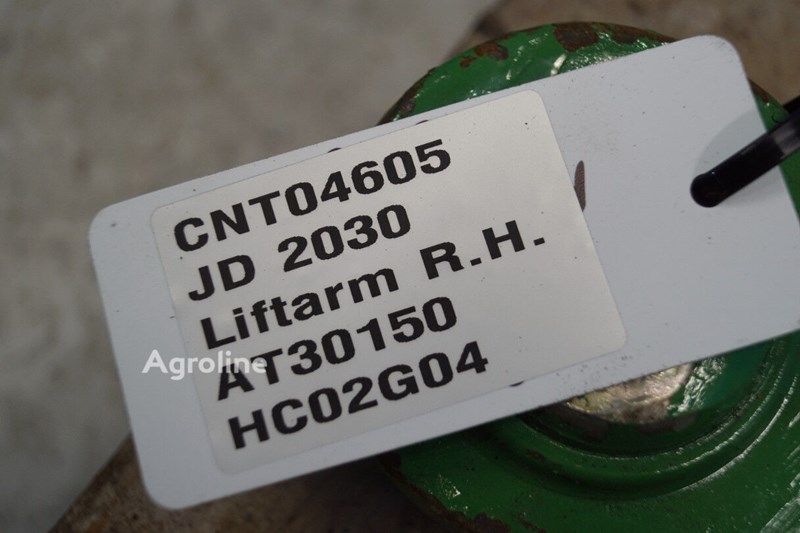 CNT04605
JD 2030
Liftarm R.H.
AT30150
HC02G04
Agroline